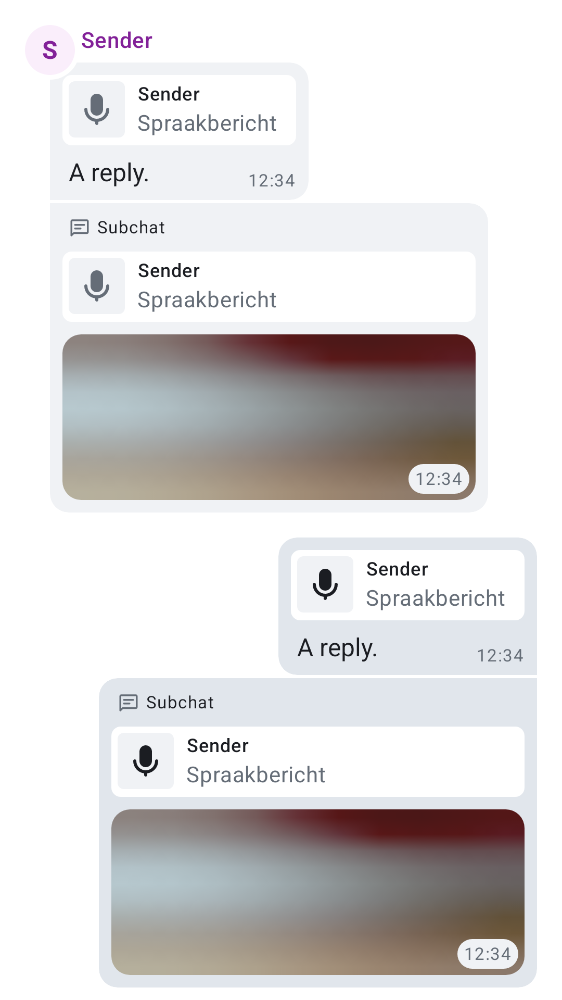 S
Sender
Sender
Spraakbericht
A reply.
12:34
Subchat
Sender
Spraakbericht
12:34
Sender
Spraakbericht
A reply.
12:34
Subchat
Sender
Spraakbericht
12:34